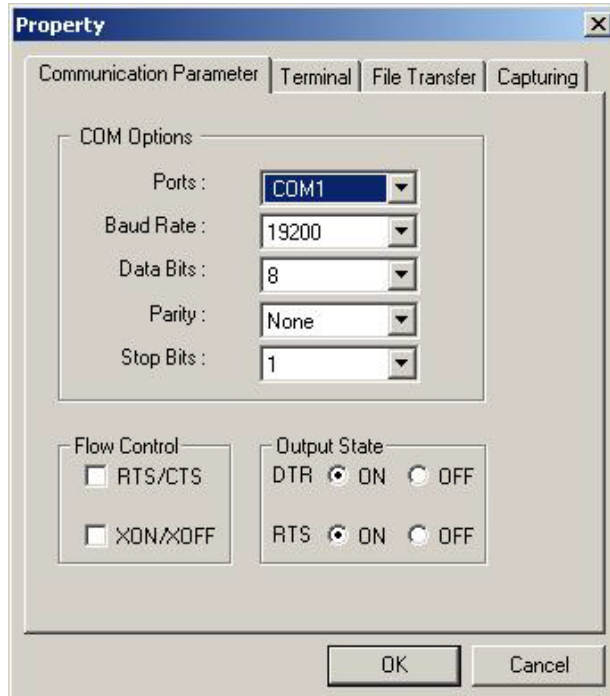 Property
Communication Parameter Terminal File Transfer Capturing
COM Options
Ports : COM1
Baud Rate : 19200
Data Bits : 8
Parity : None
Stop Bits : 1
Flow Control
RTS/CTS
XON/XOFF
Output State
DTR ON OFF
RTS ON OFF
OK Cancel